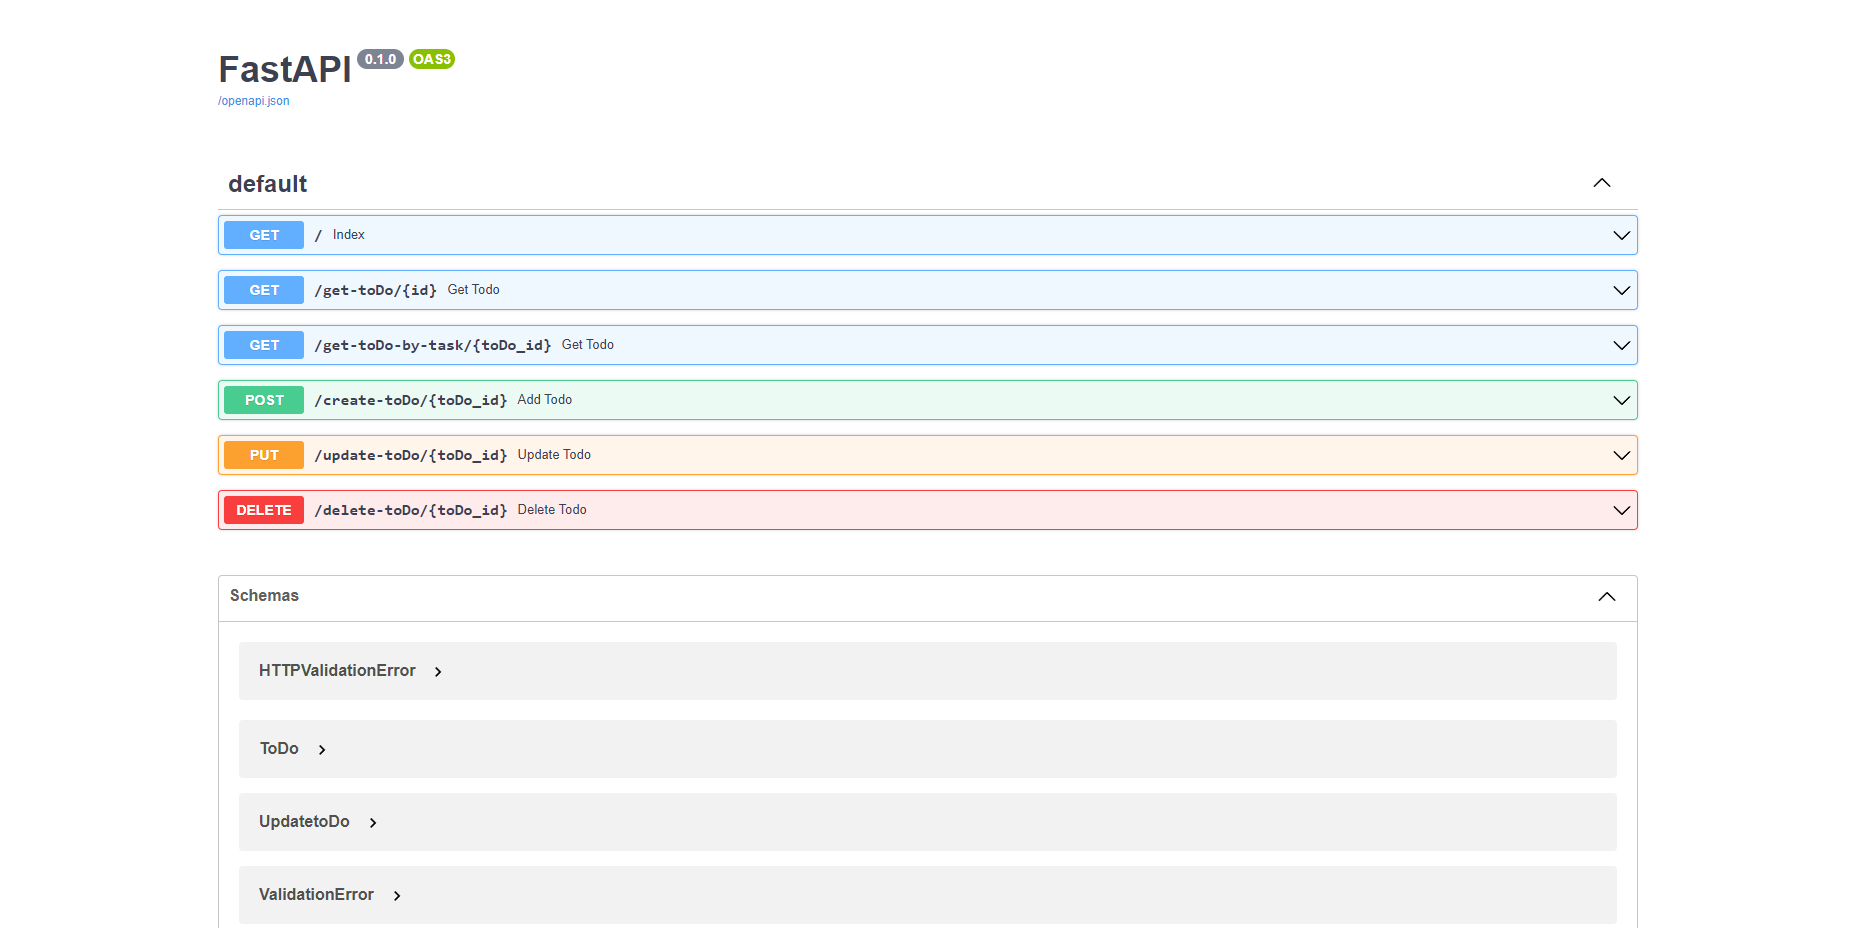 FastAPI 0.1.0 OAS3
/openapi.json
default
GET / Index
GET /get-toDo/{id} Get Todo
GET /get-toDo-by-task/{toDo_id} Get Todo
POST /create-toDo/{toDo_id} Add Todo
PUT /update-toDo/{toDo_id} Update Todo
DELETE /delete-toDo/{toDo_id} Delete Todo
Schemas
HTTPValidationError
ToDo
UpdatetoDo
ValidationError